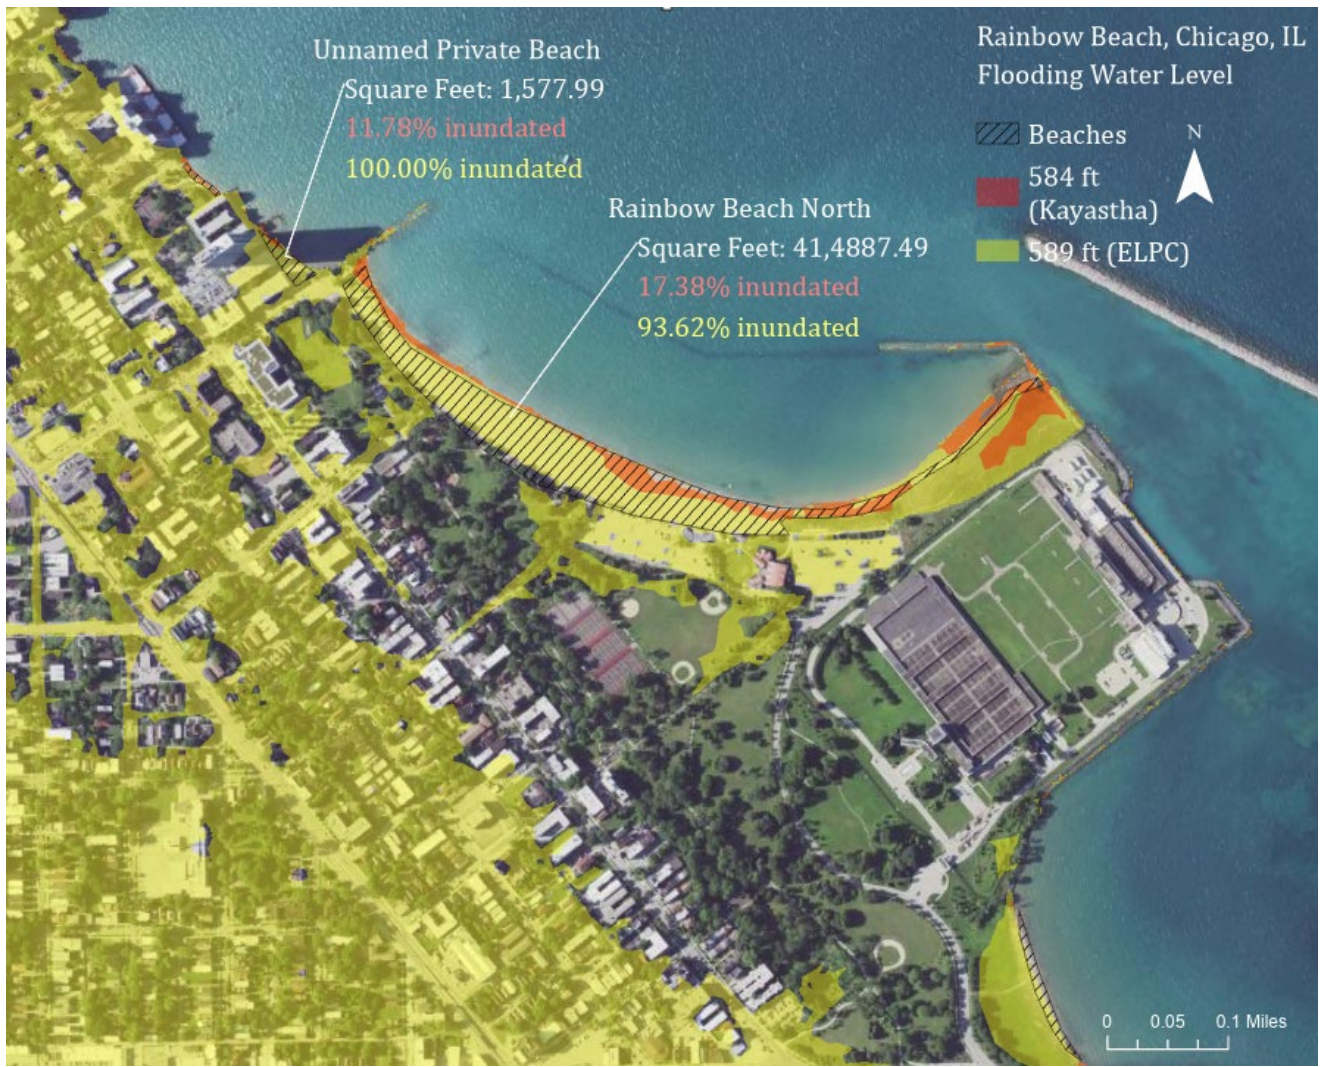 Unnamed Private Beach
Square Feet: 1,577.99
11.78% inundated
100.00% inundated
Rainbow Beach North
Square Feet: 41,4887.49
17.38% inundated
93.62% inundated
Rainbow Beach, Chicago, IL
Flooding Water Level
Beaches
N
584 ft
(Kayastha)
589 ft (ELPC)
0 0.05 0.1 Miles